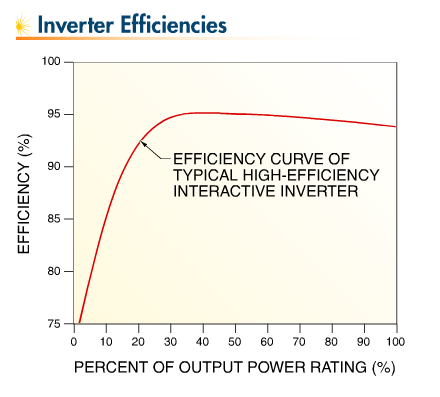 Inverter Efficiencies
100
95
90
85
80
75
EFFICIENCY (%)
EFFICIENCY CURVE OF
TYPICAL HIGH-EFFICIENCY
INTERACTIVE INVERTER
0 10 20 30 40 50 60 70 80 90 100
PERCENT OF OUTPUT POWER RATING (%)